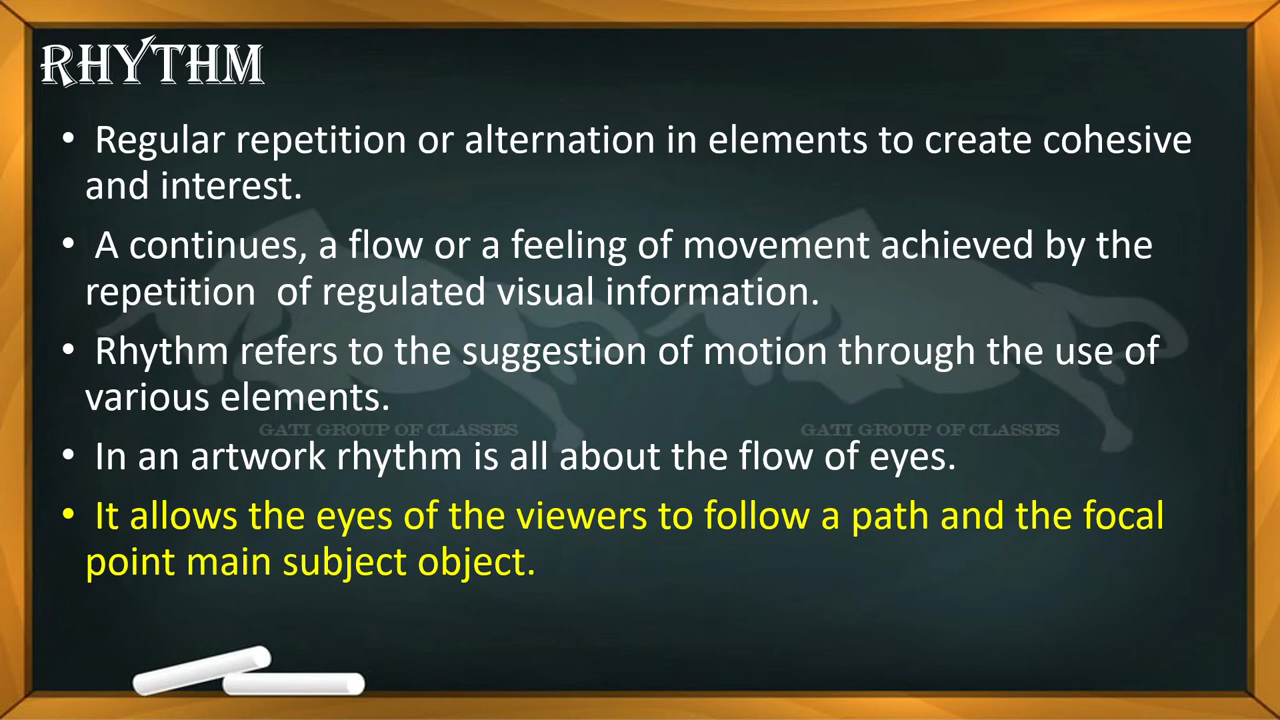 RHYTHM
• Regular repetition or alternation in elements to create cohesive
and interest.
• A continues, a flow or a feeling of movement achieved by the
repetition of regulated visual information.
• Rhythm refers to the suggestion of motion through the use of
various elements.
GATI GROUP OF CLASSES GATI GROUP OF CLASSES
• In an artwork rhythm is all about the flow of eyes.
• It allows the eyes of the viewers to follow a path and the focal
point main subject object.